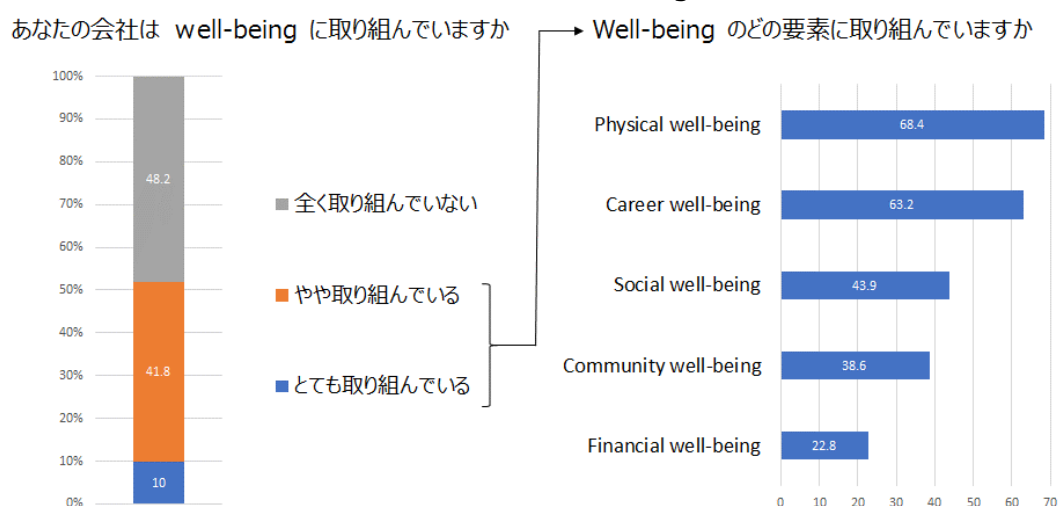 あなたの会社は well-being に取り組んでいますか
Well-being のどの要素に取り組んでいますか
100%
90%
80%
70%
60%
50%
40%
30%
20%
10%
0%
48.2
41.8
10
全く取り組んでいない
やや取り組んでいる
とても取り組んでいる
Physical well-being
68.4
Career well-being
63.2
Social well-being
43.9
Community well-being
38.6
Financial well-being
22.8
0 10 20 30 40 50 60 70